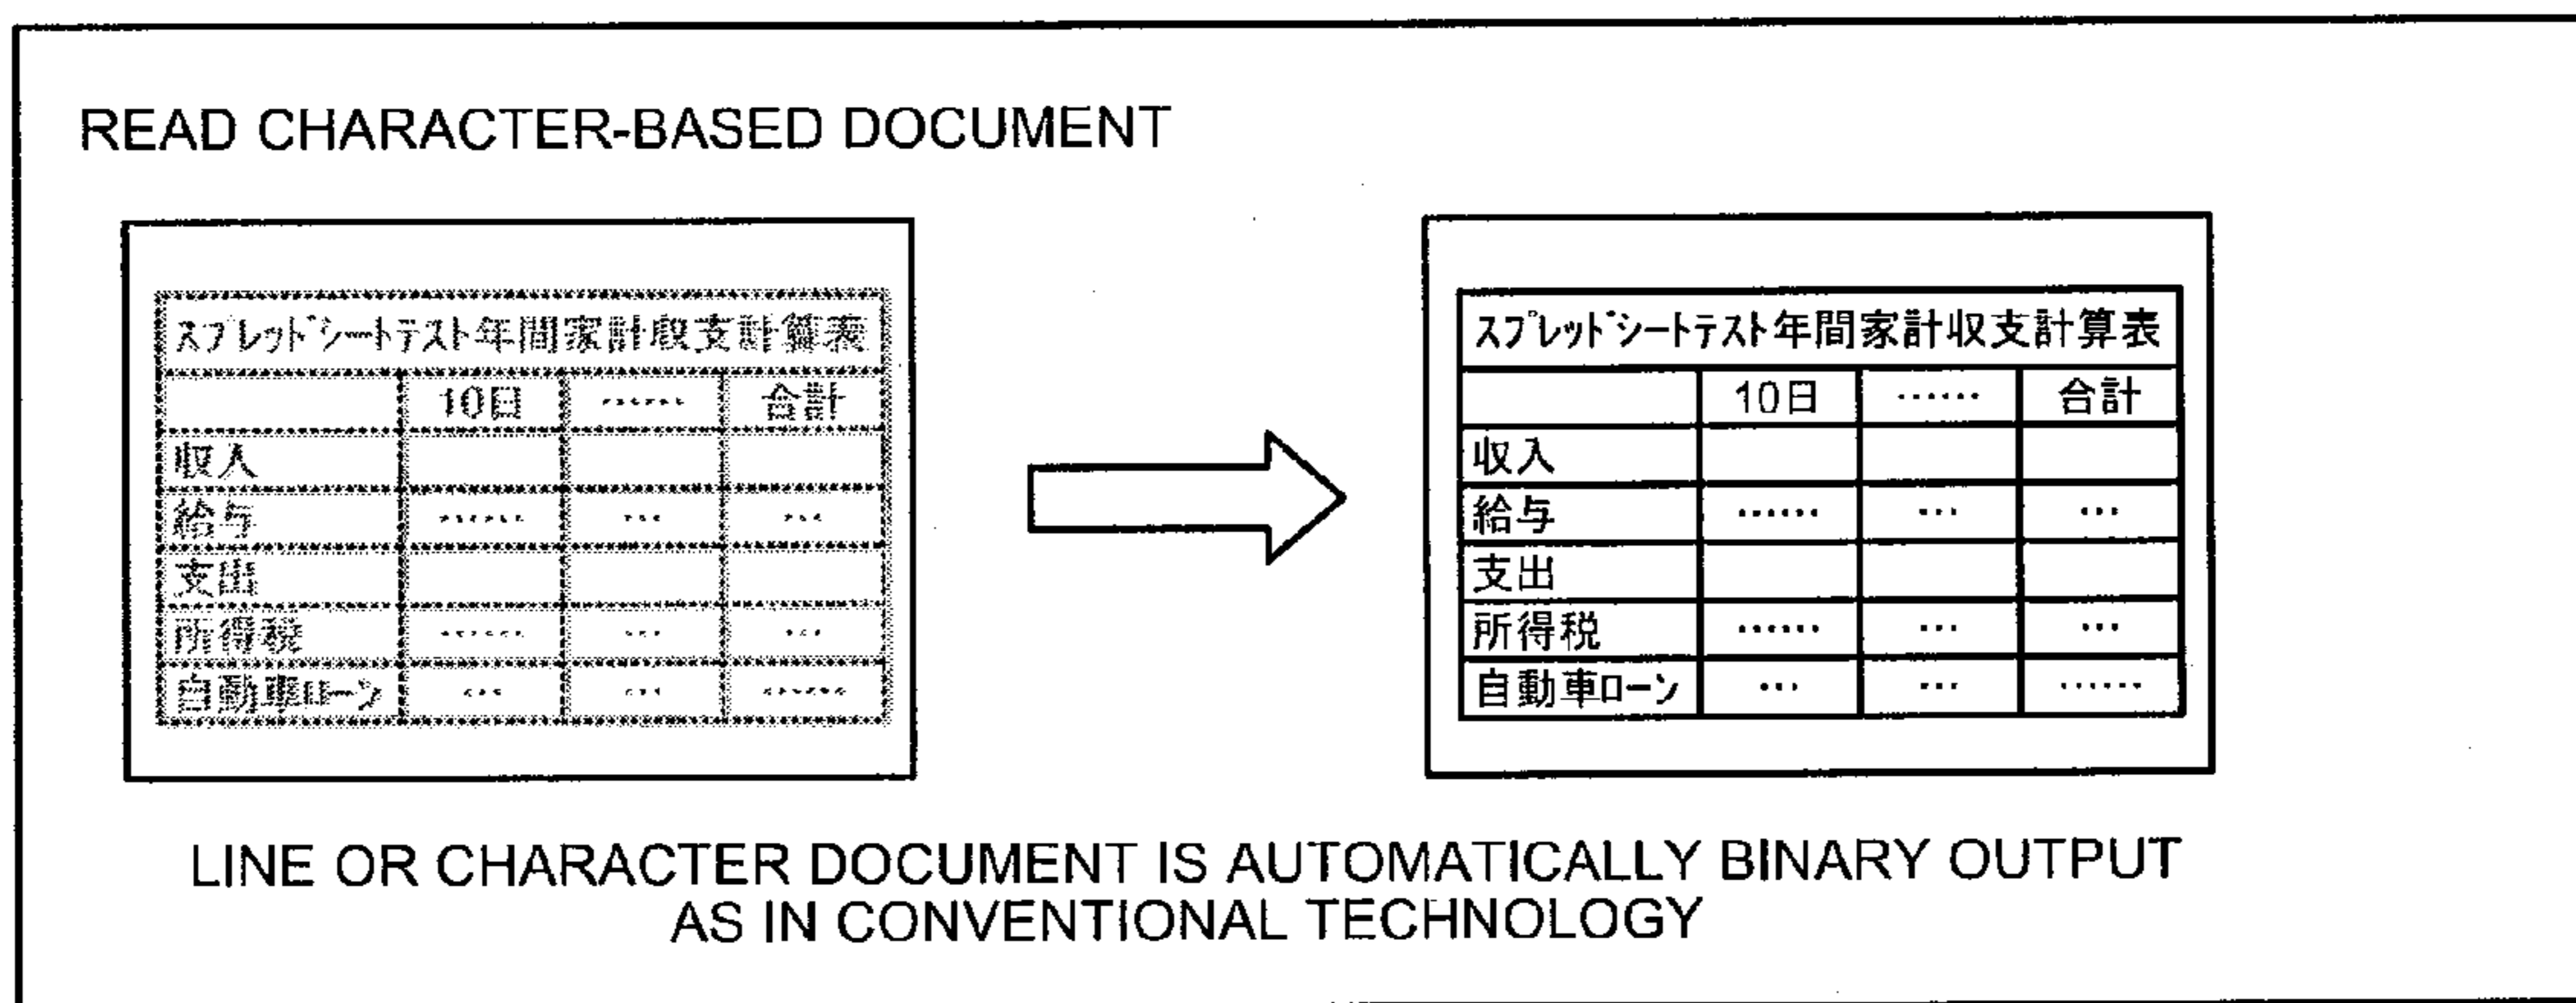 READ CHARACTER-BASED DOCUMENT
スプレッドシートテスト年間家計収支計算表
10日 ‥‥‥ 合計
収入
給与 ‥‥‥ … …
支出
所得税 ‥‥‥ … …
自動車ローン … … ‥‥‥
スプレッドシートテスト年間家計収支計算表
10日 ‥‥‥ 合計
収入
給与 ‥‥‥ … …
支出
所得税 ‥‥‥ … …
自動車ローン … … ‥‥‥
LINE OR CHARACTER DOCUMENT IS AUTOMATICALLY BINARY OUTPUT
AS IN CONVENTIONAL TECHNOLOGY